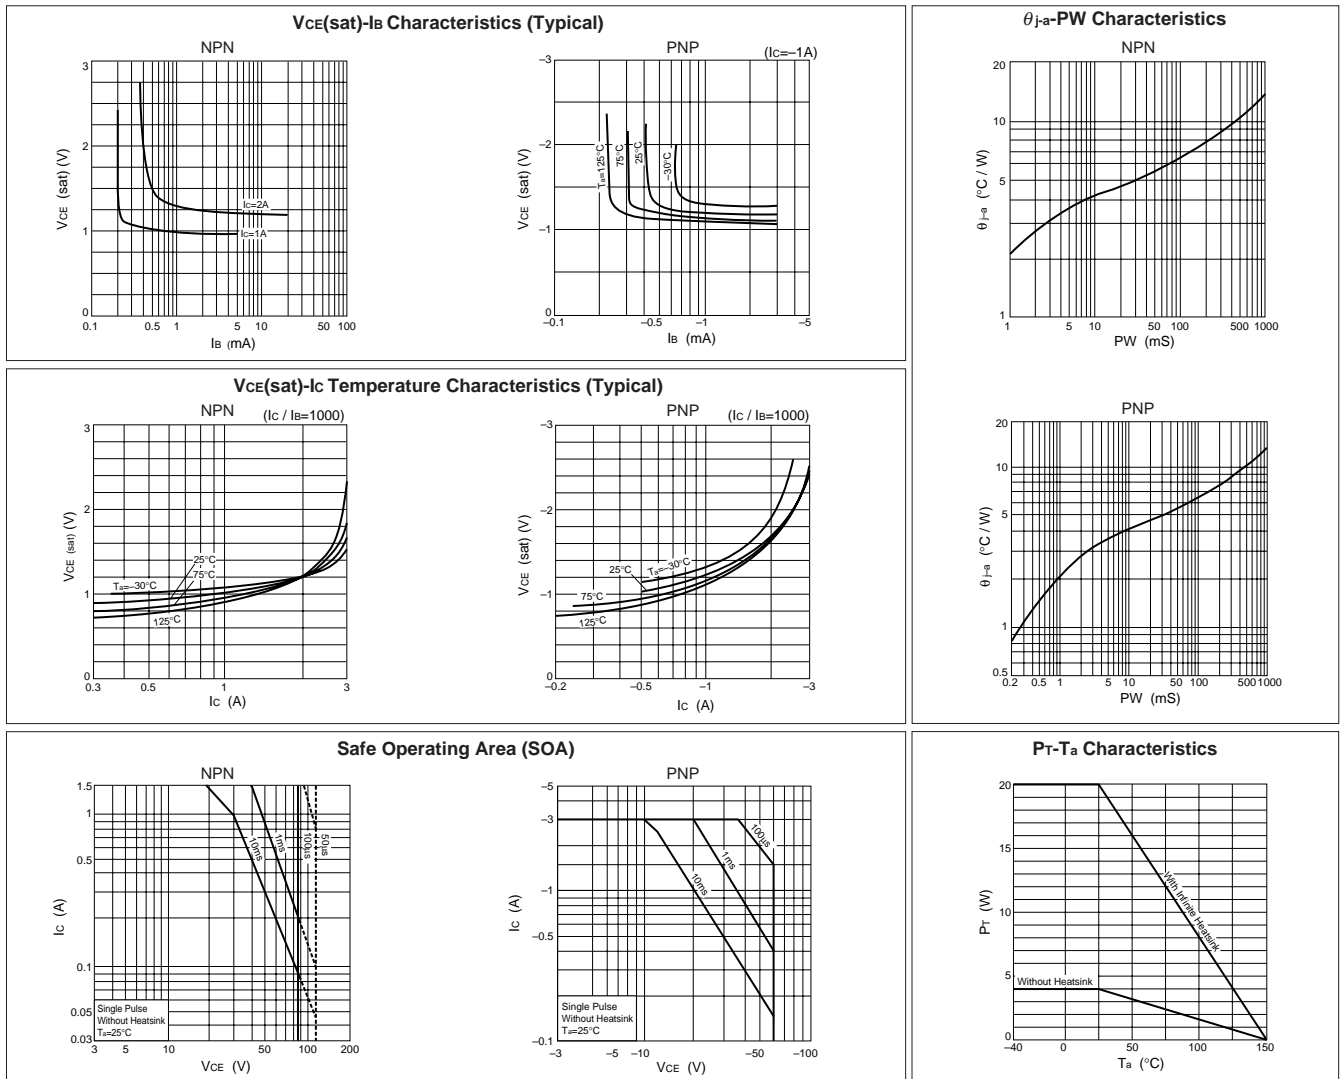 VCE(sat)-IB Characteristics (Typical)
NPN
3
2
1
0
0.1 0.5 1 5 10 50 100
VCE (sat) (V)
IB (mA)
IC=2A
IC=1A
PNP
(IC=–1A)
–3
–2
–1
0
–0.1 –0.5 –1 –5
VCE (sat) (V)
IB (mA)
Ta=125°C
75°C
25°C
–30°C
θj-a-PW Characteristics
NPN
20
10
5
1
1 5 10 50 100 500 1000
θj–a (°C / W)
PW (mS)
PNP
20
10
5
1
0.5
0.2 0.5 1 5 10 50 100 500 1000
θj–a (°C / W)
PW (mS)
VCE(sat)-IC Temperature Characteristics (Typical)
NPN
(IC / IB=1000)
3
2
1
0
0.3 0.5 1 3
VCE (sat) (V)
IC (A)
Ta=–30°C
25°C
75°C
125°C
PNP
(IC / IB=1000)
–3
–2
–1
0
–0.2 –0.5 –1 –3
VCE (sat) (V)
IC (A)
Ta=–30°C
25°C
75°C
125°C
Safe Operating Area (SOA)
NPN
1.5
1
0.5
0.1
0.05
0.03
3 5 10 50 100 200
IC (A)
VCE (V)
10ms
1ms
100µs
50µs
Single Pulse
Without Heatsink
Ta=25°C
PNP
–5
–3
–1
–0.5
–0.1
–3 –5 –10 –50 –100
IC (A)
VCE (V)
100µs
1ms
10ms
Single Pulse
Without Heatsink
Ta=25°C
PT-Ta Characteristics
20
15
10
5
0
–40 0 50 100 150
PT (W)
Ta (°C)
With Infinite Heatsink
Without Heatsink